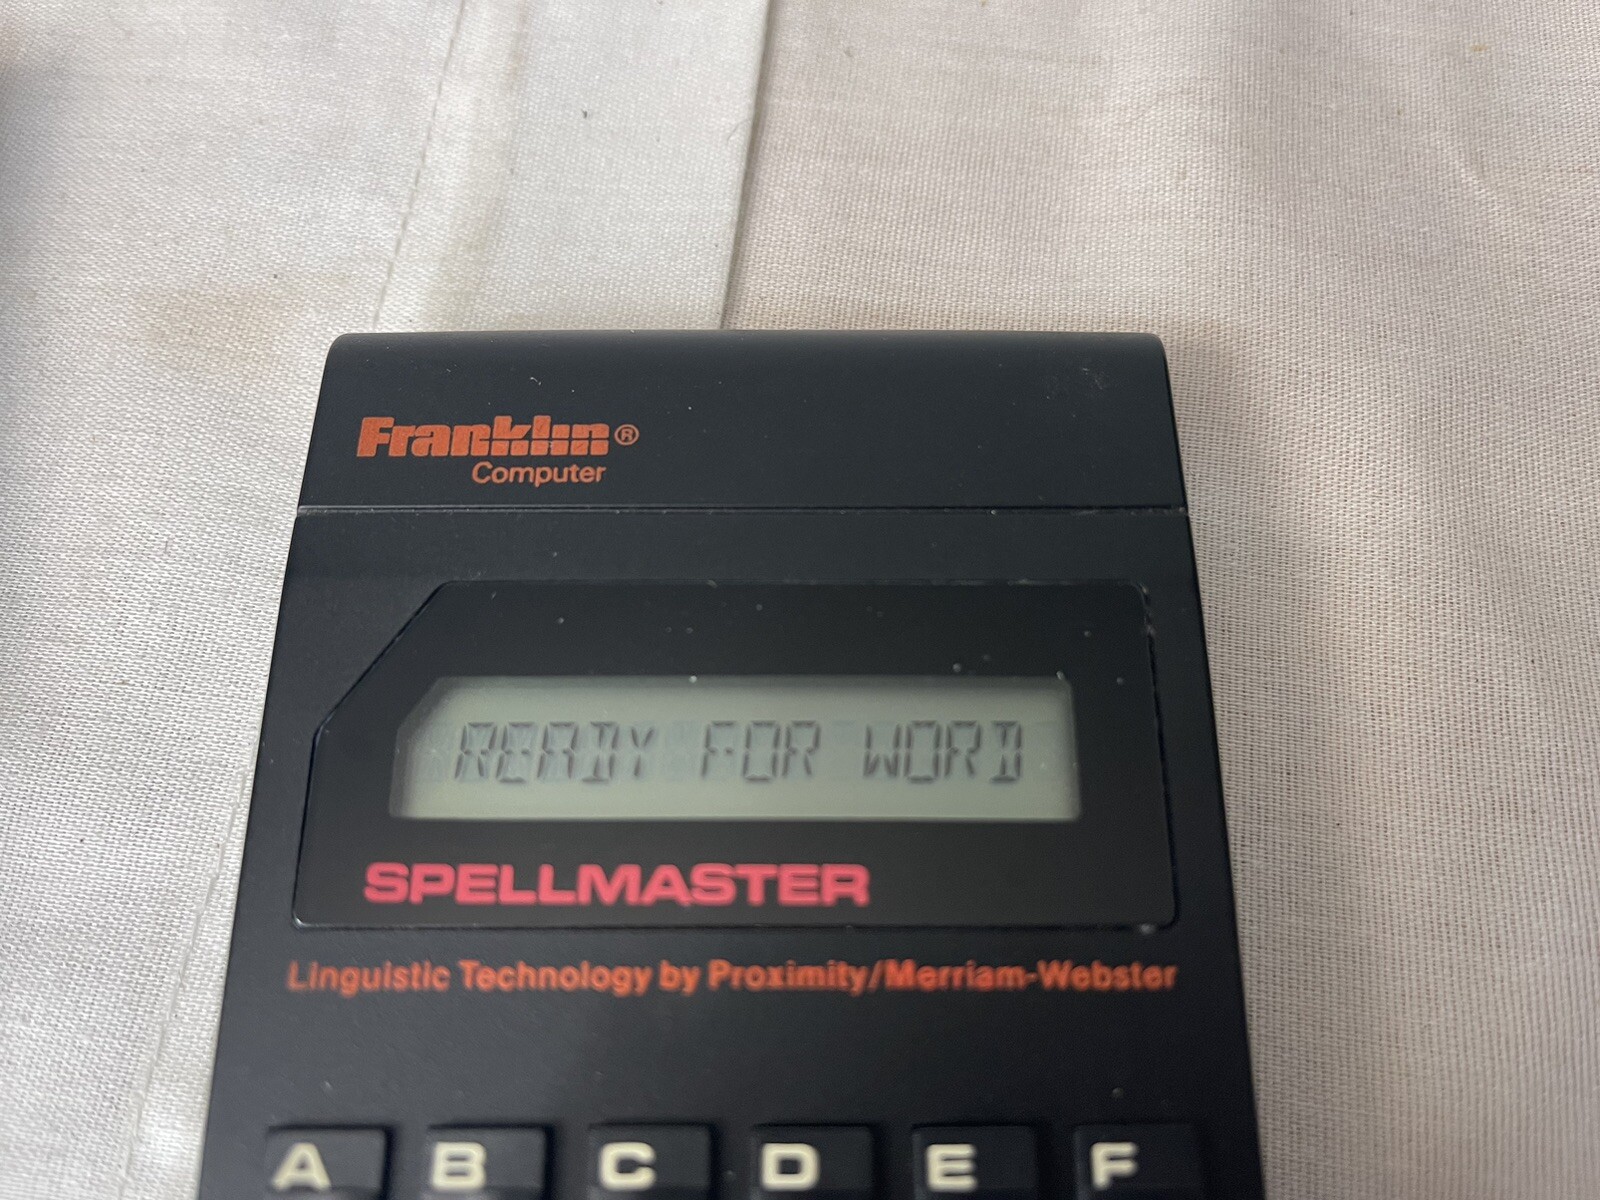 Franklin®
Computer
READY FOR WORD
SPELLMASTER
Linguistic Technology by Proximity/Merriam-Webster
A B C D E F